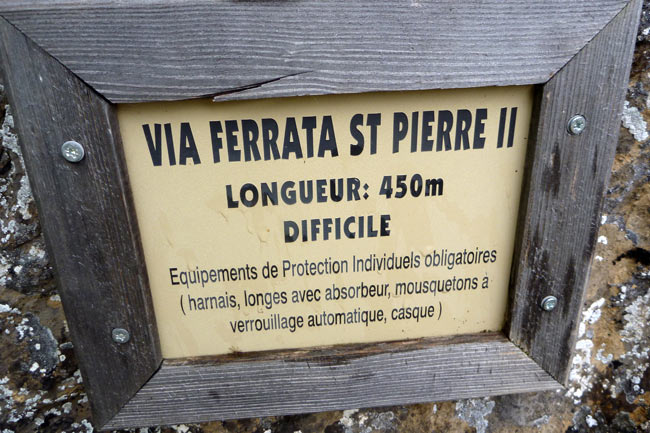 VIA FERRATA ST PIERRE II
LONGUEUR: 450m
DIFFICILE
Equipements de Protection Individuels obligatoires
( harnais, longes avec absorbeur, mousquetons à
verrouillage automatique, casque )